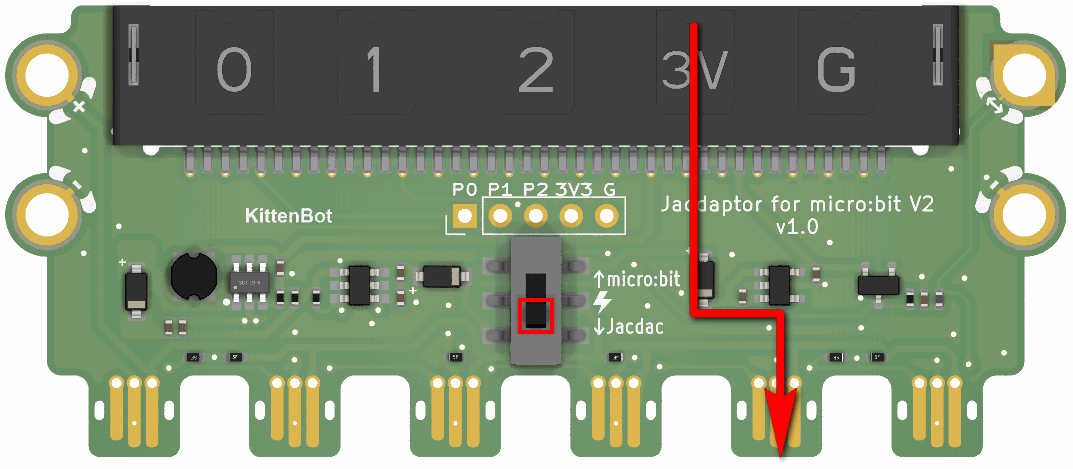 0 1 2 3V G
P0 P1 P2 3V3 G
KittenBot
Jacdaptor for micro:bit V2
v1.0
micro:bit
Jacdac